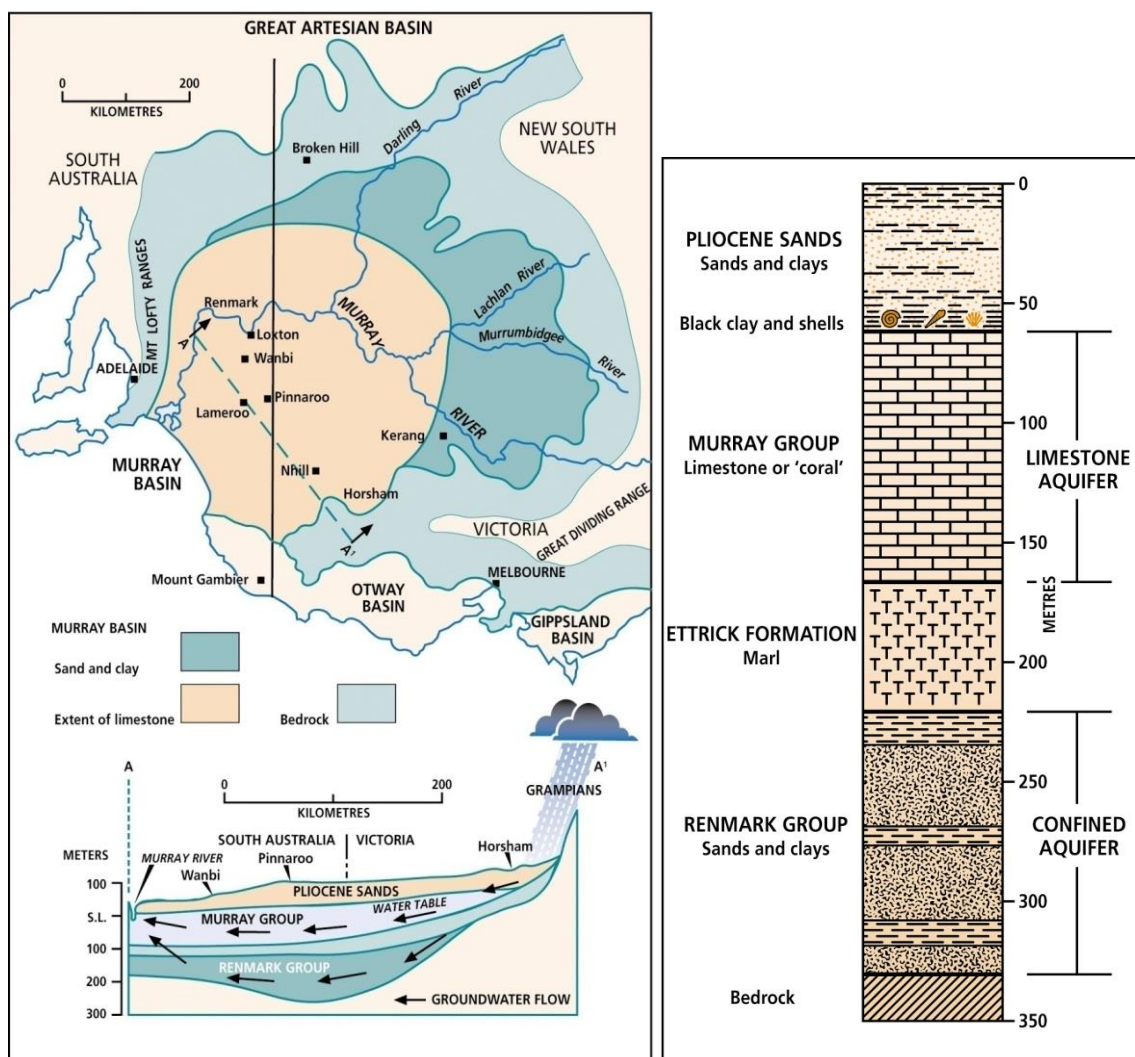 GREAT ARTESIAN BASIN
0
200
KILOMETRES
Darling
River
NEW SOUTH
WALES
Broken Hill
SOUTH
AUSTRALIA
MT LOFTY RANGES
Lachlan River
Renmark
MURRAY
A
Loxton
Murrumbidgee
River
Wanbi
ADELAIDE
Pinnaroo
Lameroo
RIVER
Kerang
MURRAY
BASIN
Nhill
Horsham
VICTORIA
GREAT DIVIDING RANGE
A¹
Mount Gambier
MELBOURNE
OTWAY
BASIN
GIPPSLAND
BASIN
MURRAY BASIN
Sand and clay
Extent of limestone
Bedrock
A
0
200
A¹
KILOMETRES
GRAMPIANS
SOUTH AUSTRALIA
VICTORIA
METERS
MURRAY RIVER
Pinnaroo
Horsham
Wanbi
100
PLIOCENE SANDS
S.L.
MURRAY GROUP
WATER TABLE
100
RENMARK GROUP
200
300
GROUNDWATER FLOW
0
PLIOCENE SANDS
Sands and clays
50
Black clay and shells
100
MURRAY GROUP
Limestone or 'coral'
LIMESTONE
AQUIFER
150
METRES
ETTRICK FORMATION
Marl
200
250
RENMARK GROUP
Sands and clays
CONFINED
AQUIFER
300
Bedrock
350